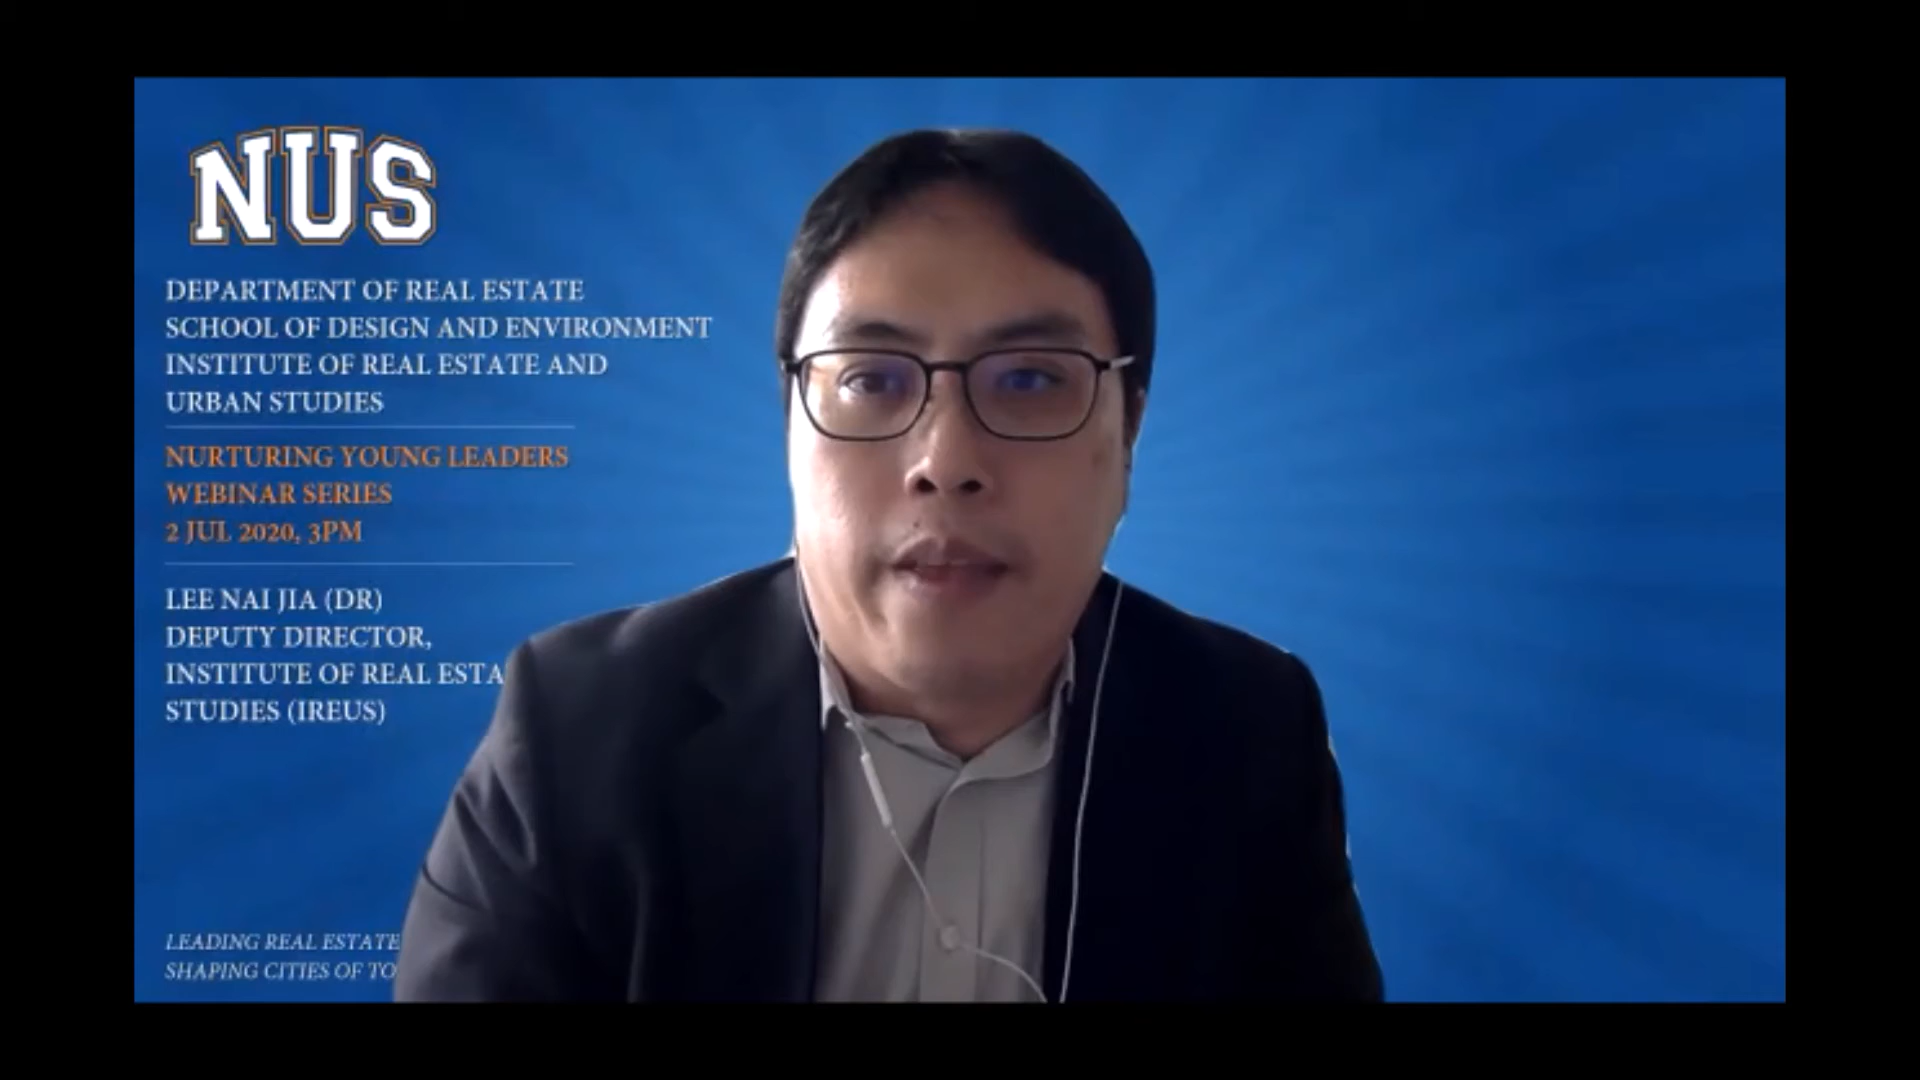 NUS
DEPARTMENT OF REAL ESTATE
SCHOOL OF DESIGN AND ENVIRONMENT
INSTITUTE OF REAL ESTATE AND
URBAN STUDIES
NURTURING YOUNG LEADERS
WEBINAR SERIES
2 JUL 2020, 3PM
LEE NAI JIA (DR)
DEPUTY DIRECTOR,
INSTITUTE OF REAL ESTA
STUDIES (IREUS)
LEADING REAL ESTATE
SHAPING CITIES OF TO